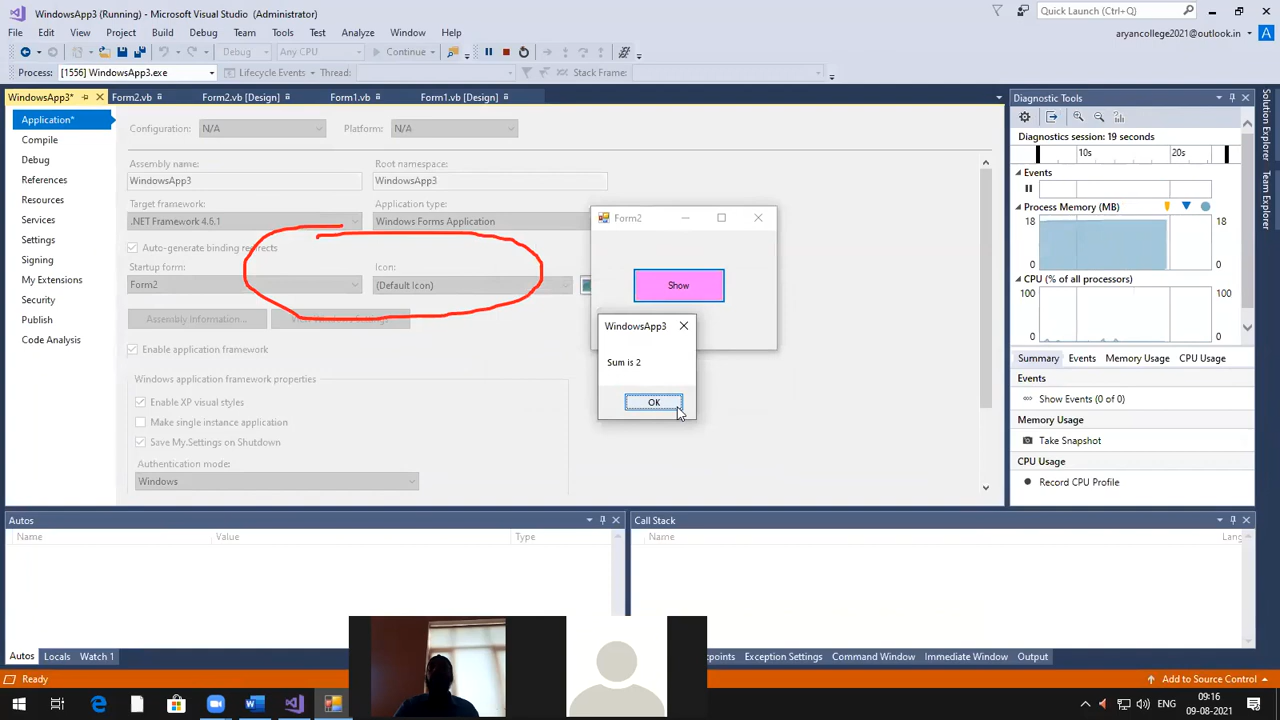 WindowsApp3 (Running) - Microsoft Visual Studio (Administrator)
Quick Launch (Ctrl+Q)
File Edit View Project Build Debug Team Tools Test Analyze Window Help
aryancollege2021@outlook.in
A
Debug Any CPU Continue
Process: [1556] WindowsApp3.exe Lifecycle Events Thread: Stack Frame:
WindowsApp3* Form2.vb Form2.vb [Design] Form1.vb Form1.vb [Design]
Application*
Compile
Debug
References
Resources
Services
Settings
Signing
My Extensions
Security
Publish
Code Analysis
Configuration: N/A Platform: N/A
Assembly name: Root namespace:
WindowsApp3 WindowsApp3
Target framework: Application type:
.NET Framework 4.6.1 Windows Forms Application
Auto-generate binding redirects
Startup form: Icon:
Form2 (Default Icon)
Assembly Information...
Enable application framework
Windows application framework properties
Enable XP visual styles
Make single instance application
Save My.Settings on Shutdown
Authentication mode:
Windows
Form2
Show
WindowsApp3
Sum is 2
OK
Diagnostic Tools
Diagnostics session: 19 seconds
10s 20s
Events
Process Memory (MB)
18 18
0 0
CPU (% of all processors)
100 100
0 0
Summary Events Memory Usage CPU Usage
Events
Show Events (0 of 0)
Memory Usage
Take Snapshot
CPU Usage
Record CPU Profile
Solution Explorer
Team Explorer
Autos
Name Value Type
Call Stack
Name Lang
Autos Locals Watch 1
Exception Settings Command Window Immediate Window Output
Ready
Add to Source Control
ENG
09:16
09-08-2021